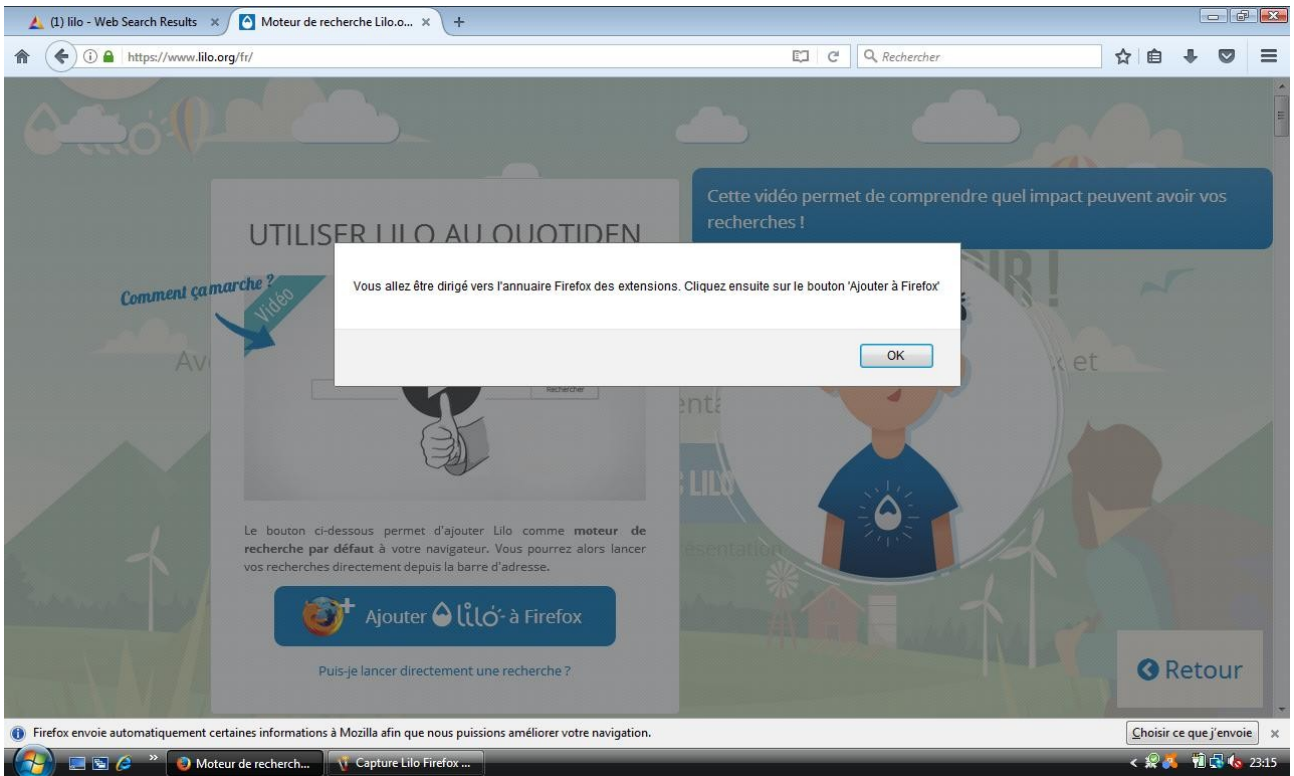 (1) lilo - Web Search Results
Moteur de recherche Lilo.o...
https://www.lilo.org/fr/
Rechercher
lilo
Cette vidéo permet de comprendre quel impact peuvent avoir vos
recherches !
UTILISER LILO AU QUOTIDEN
Comment ça marche ?
Vidéo
Vous allez être dirigé vers l'annuaire Firefox des extensions. Cliquez ensuite sur le bouton 'Ajouter à Firefox'
OK
Rechercher
LILO
Le bouton ci-dessous permet d'ajouter Lilo comme moteur de
recherche par défaut à votre navigateur. Vous pourrez alors lancer
vos recherches directement depuis la barre d'adresse.
Ajouter lilo à Firefox
Puis-je lancer directement une recherche ?
Retour
Firefox envoie automatiquement certaines informations à Mozilla afin que nous puissions améliorer votre navigation.
Choisir ce que j'envoie
Moteur de recherch...
Capture Lilo Firefox ...
23:15